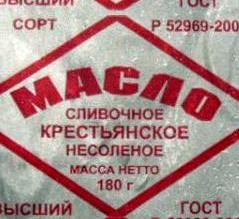 ВЫСШИЙ ГОСТ
СОРТ Р 52969-200
МАСЛО
СЛИВОЧНОЕ
КРЕСТЬЯНСКОЕ
НЕСОЛЕНОЕ
МАССА НЕТТО
180 г
ВЫСШИЙ ГОСТ